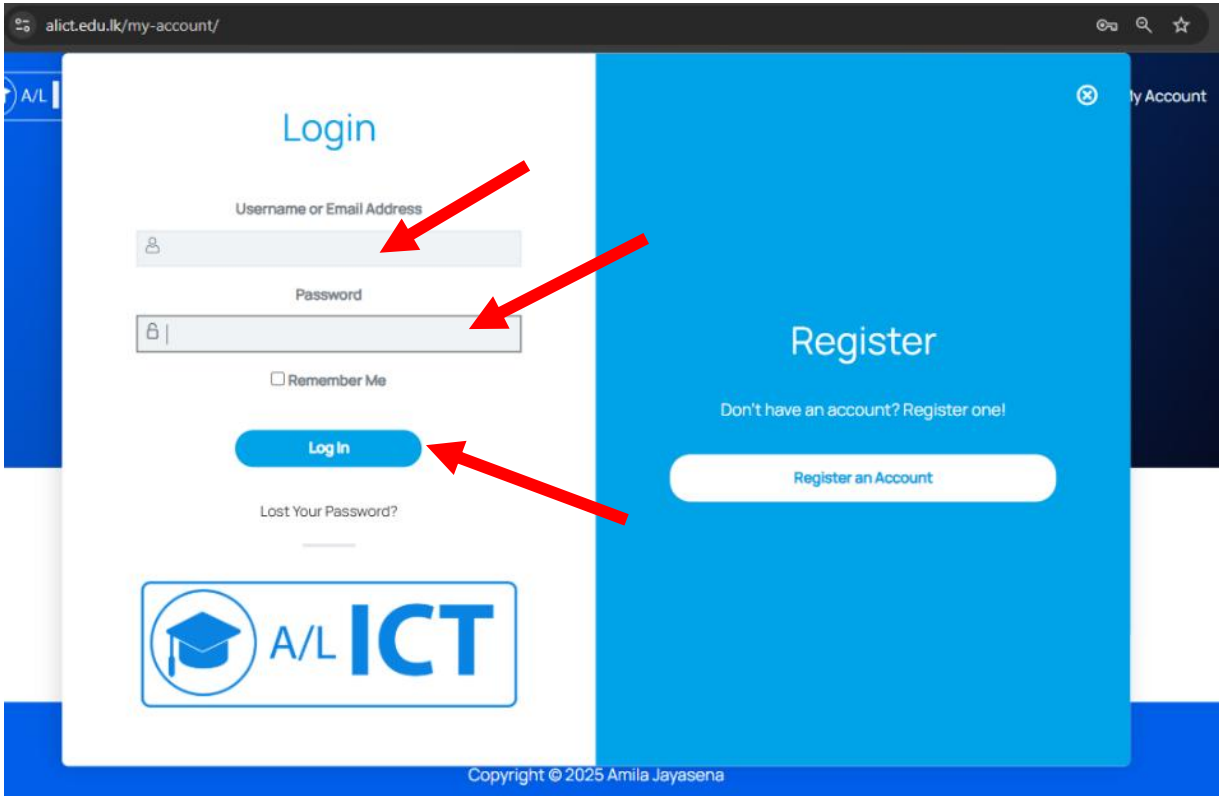 alict.edu.lk/my-account/
A/L I
My Account
Login
Username or Email Address
Password
Remember Me
Log In
Lost Your Password?
A/L ICT
Register
Don't have an account? Register one!
Register an Account
Copyright © 2025 Amila Jayasena